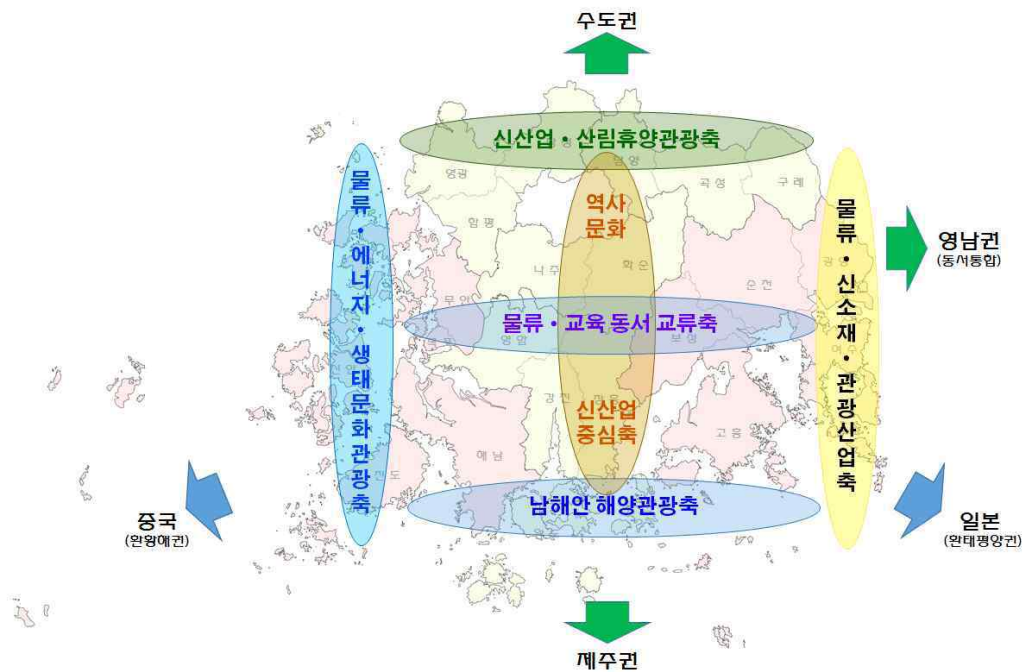 수도권
신산업·산림휴양관광축
영광
곡성
구례
함평
역사
문화
물류·에너지·생태문화관광축
물류·신소재·관광산업축
영남권
(동서통합)
나주
화순
순천
무안
물류·교육 동서 교류축
영암
보성
여수
강진
신산업
중심축
고흥
해남
남해안 해양관광축
중국
(환황해권)
일본
(환태평양권)
제주권